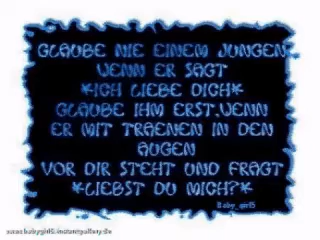 GLAUBE NIE EINEM JUNGEN
WENN ER SAGT
*ICH LIEBE DICH*
GLAUBE IHM ERST,WENN
ER MIT TRAENEN IN DEN
AUGEN
VOR DIR STEHT UND FRAGT
*LIEBST DU MICH?*
Baby_girl15